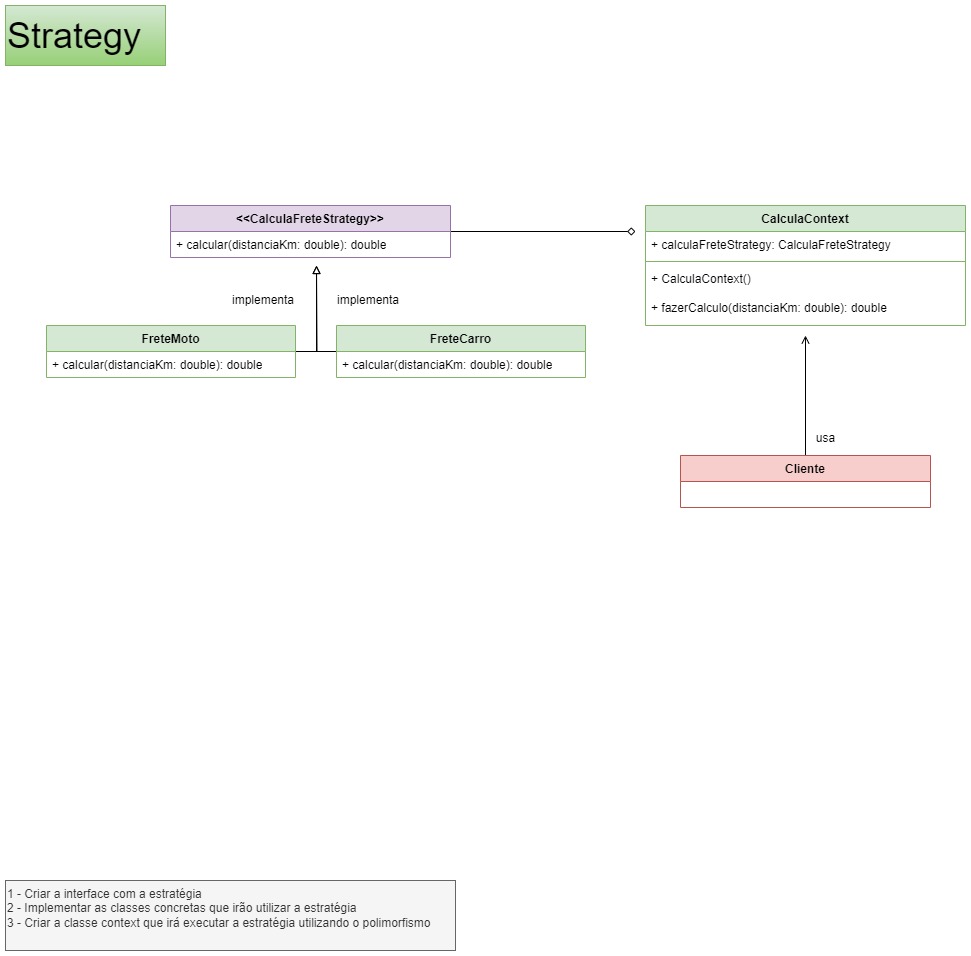 Strategy
<<CalculaFreteStrategy>>
+ calcular(distanciaKm: double): double
CalculaContext
+ calculaFreteStrategy: CalculaFreteStrategy
+ CalculaContext()
+ fazerCalculo(distanciaKm: double): double
implementa
implementa
FreteMoto
+ calcular(distanciaKm: double): double
FreteCarro
+ calcular(distanciaKm: double): double
usa
Cliente
1 - Criar a interface com a estratégia
2 - Implementar as classes concretas que irão utilizar a estratégia
3 - Criar a classe context que irá executar a estratégia utilizando o polimorfismo